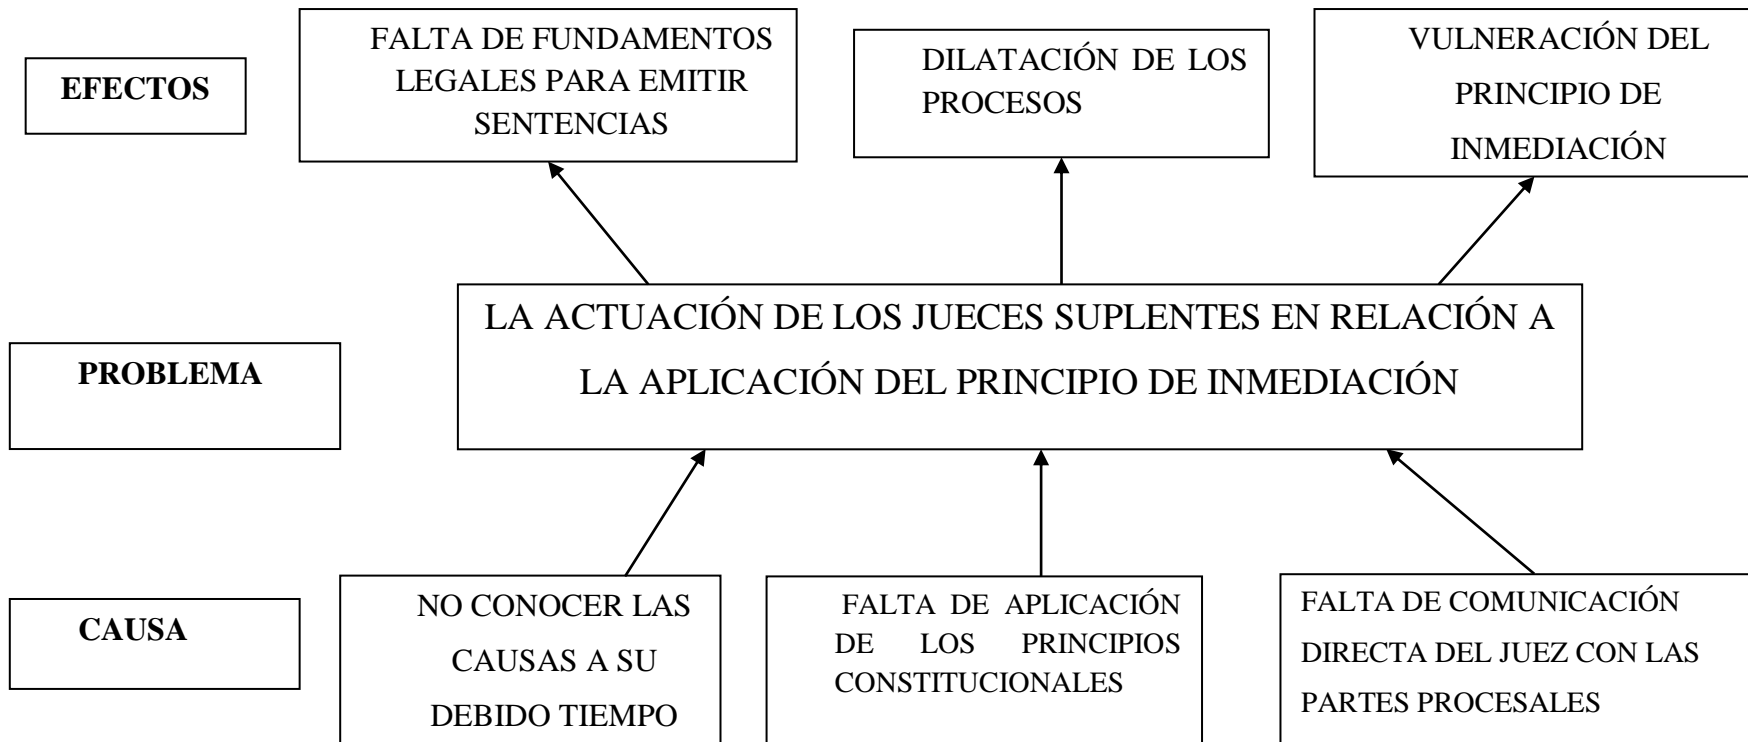 EFECTOS
FALTA DE FUNDAMENTOS
LEGALES PARA EMITIR
SENTENCIAS
DILATACIÓN DE LOS
PROCESOS
VULNERACIÓN DEL
PRINCIPIO DE
INMEDIACIÓN
PROBLEMA
LA ACTUACIÓN DE LOS JUECES SUPLENTES EN RELACIÓN A
LA APLICACIÓN DEL PRINCIPIO DE INMEDIACIÓN
CAUSA
NO CONOCER LAS
CAUSAS A SU
DEBIDO TIEMPO
FALTA DE APLICACIÓN
DE LOS PRINCIPIOS
CONSTITUCIONALES
FALTA DE COMUNICACIÓN
DIRECTA DEL JUEZ CON LAS
PARTES PROCESALES